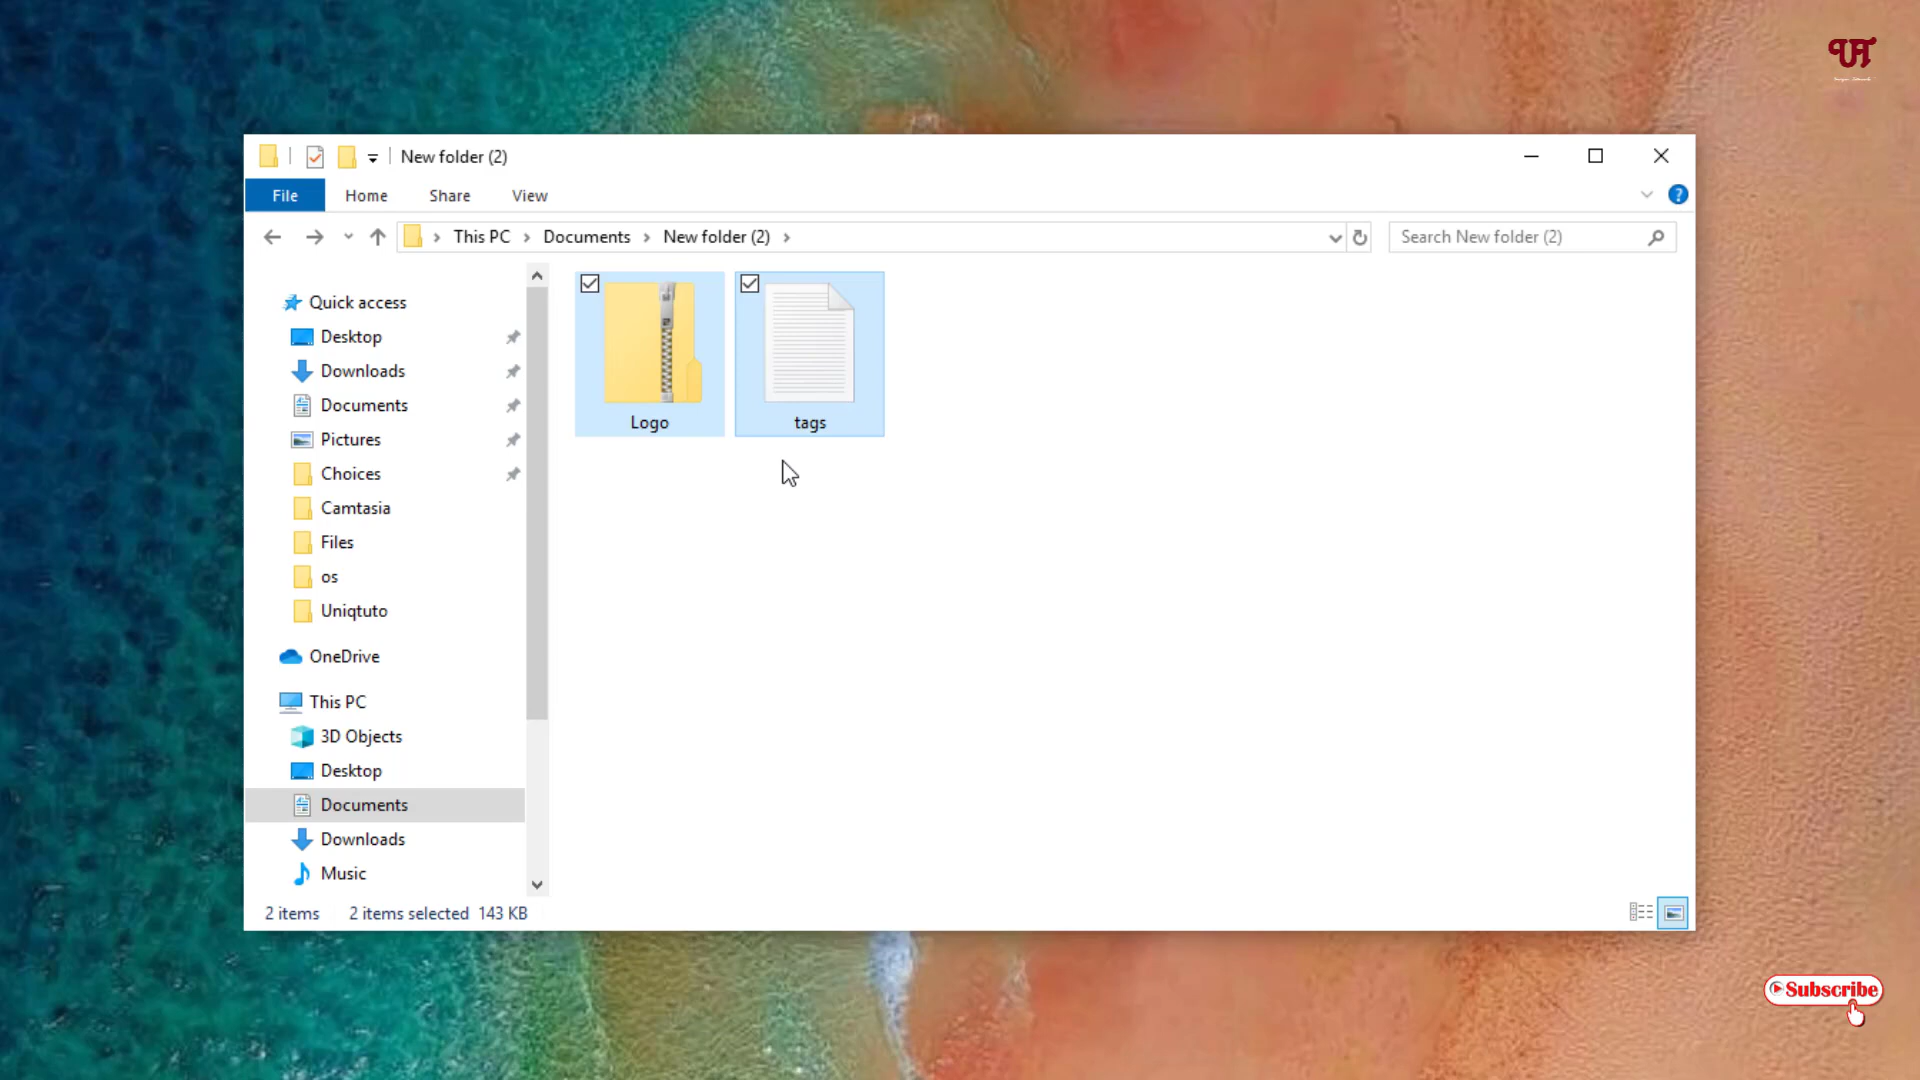 UT
New folder (2)
File Home Share View
This PC Documents New folder (2)
Search New folder (2)
Quick access
Desktop
Downloads
Documents
Pictures
Choices
Camtasia
Files
os
Uniqtuto
OneDrive
This PC
3D Objects
Desktop
Documents
Downloads
Music
Logo
tags
2 items 2 items selected 143 KB
Subscribe